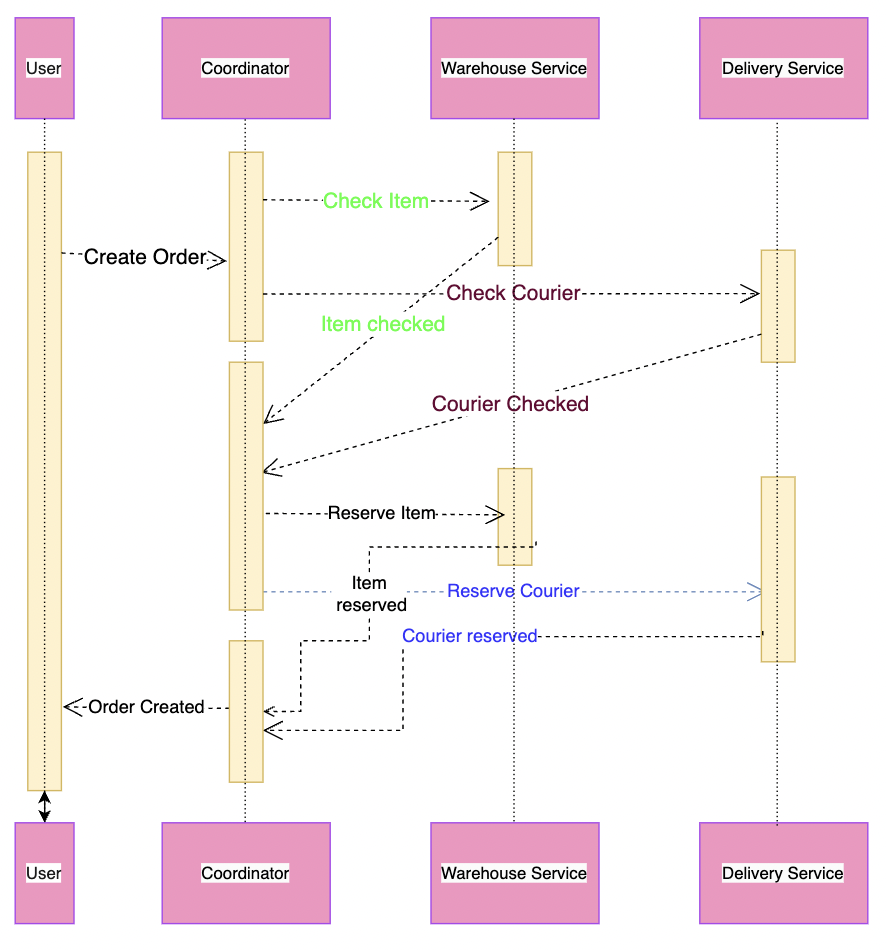 User
Coordinator
Warehouse Service
Delivery Service
Check Item
Create Order
Check Courier
Item checked
Courier Checked
Reserve Item
Item
reserved
Reserve Courier
Courier reserved
Order Created
User
Coordinator
Warehouse Service
Delivery Service